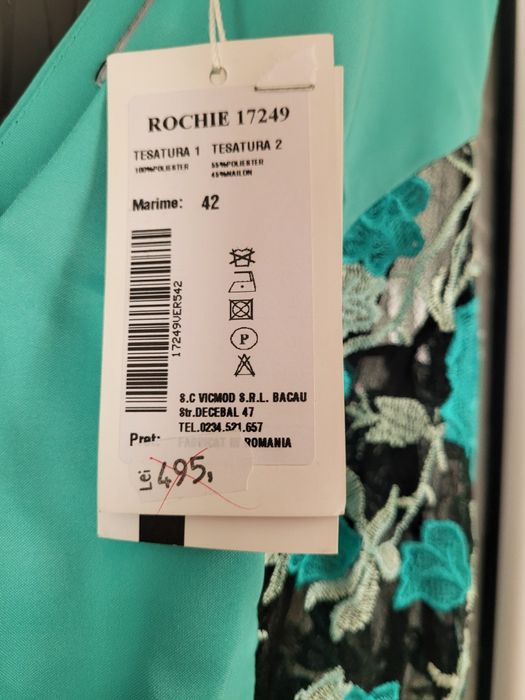 ROCHIE 17249
TESATURA 1 TESATURA 2
100%POLIESTER 55%POLIESTER
45%NAILON
Marime: 42
17249VER542
P
S.C VICMOD S.R.L. BACAU
Str.DECEBAL 47
TEL.0234.521.657
Pret: FABRICAT IN ROMANIA
Lei 495,